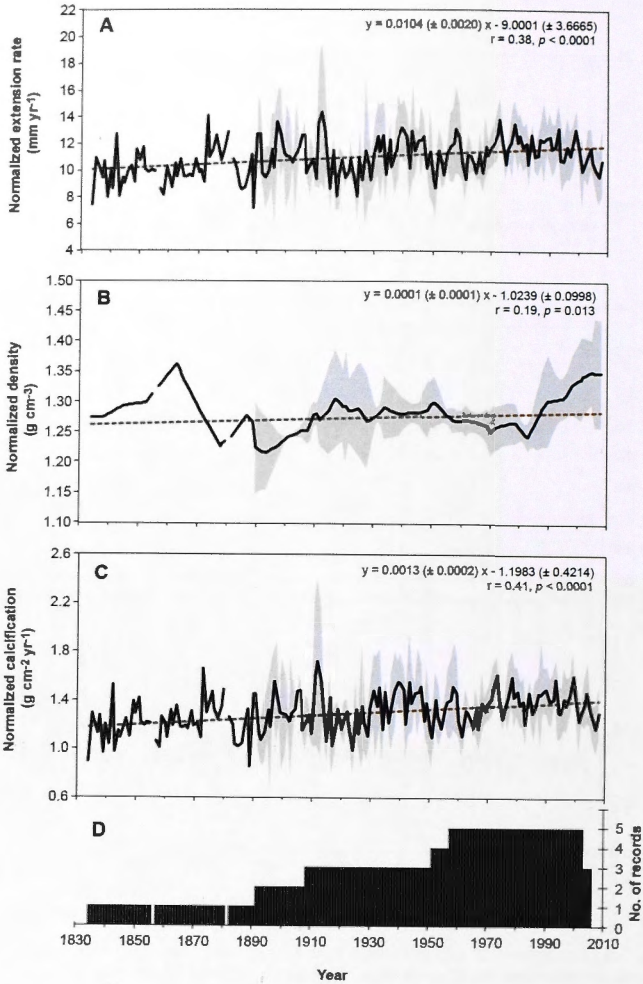 A
y = 0.0104 (± 0.0020) x - 9.0001 (± 3.6665)
r = 0.38, p < 0.0001
Normalized extension rate
(mm yr-1)
22
20
18
16
14
12
10
8
6
4
B
y = 0.0001 (± 0.0001) x - 1.0239 (± 0.0998)
r = 0.19, p = 0.013
Normalized density
(g cm-3)
1.50
1.45
1.40
1.35
1.30
1.25
1.20
1.15
1.10
C
y = 0.0013 (± 0.0002) x - 1.1983 (± 0.4214)
r = 0.41, p < 0.0001
Normalized calcification
(g cm-2 yr-1)
2.6
2.2
1.8
1.4
1.0
0.6
D
5
4
3
2
1
0
No. of records
1830 1850 1870 1890 1910 1930 1950 1970 1990 2010
Year